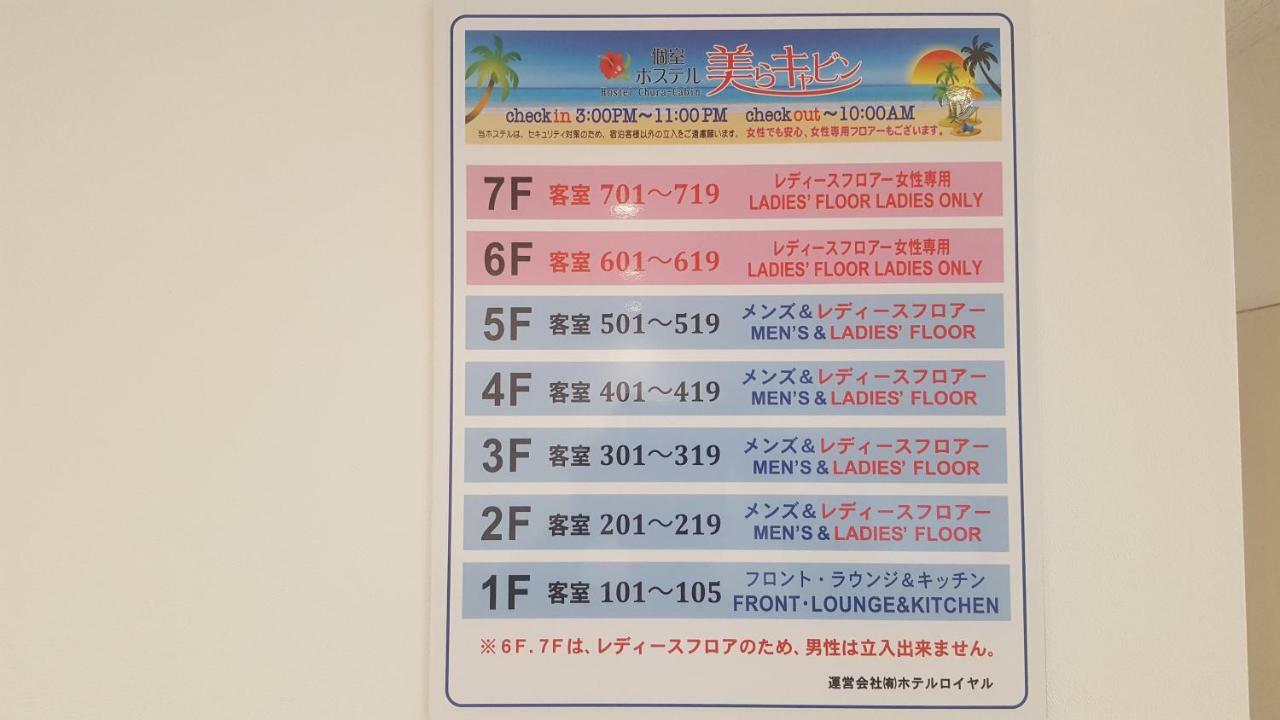 個室
ホステル
美らキャビン
Hostel Chura-Cabin
check in 3:00PM～11:00PM check out ～10:00AM
当ホステルは、セキュリティ対策のため、宿泊客様以外の立入をご遠慮願います。 女性でも安心、女性専用フロアーもございます。
7F 客室 701～719 レディースフロアー女性専用
LADIES' FLOOR LADIES ONLY
6F 客室 601～619 レディースフロアー女性専用
LADIES' FLOOR LADIES ONLY
5F 客室 501～519 メンズ＆レディースフロアー
MEN'S & LADIES' FLOOR
4F 客室 401～419 メンズ＆レディースフロアー
MEN'S & LADIES' FLOOR
3F 客室 301～319 メンズ＆レディースフロアー
MEN'S & LADIES' FLOOR
2F 客室 201～219 メンズ＆レディースフロアー
MEN'S & LADIES' FLOOR
1F 客室 101～105 フロント・ラウンジ＆キッチン
FRONT・LOUNGE&KITCHEN
※６Ｆ.７Ｆは、レディースフロアのため、男性は立入出来ません。
運営会社㈲ホテルロイヤル